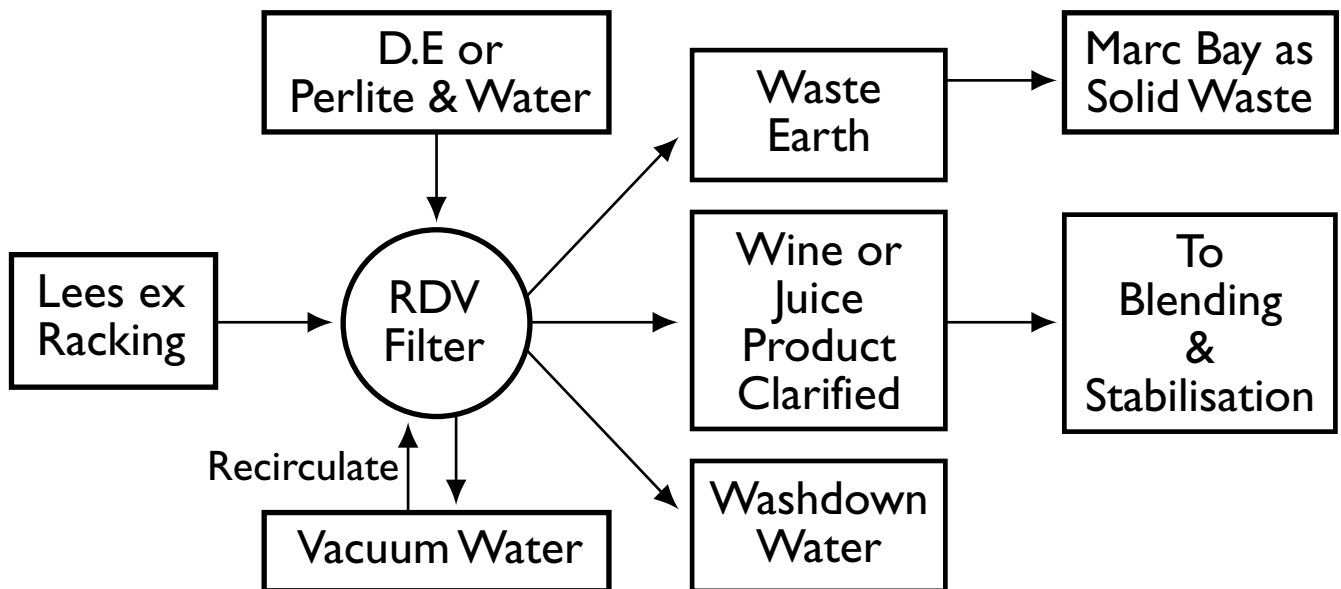 D.E or
Perlite & Water
Waste
Earth
Marc Bay as
Solid Waste
Lees ex
Racking
RDV
Filter
Wine or
Juice
Product
Clarified
To
Blending
&
Stabilisation
Recirculate
Vacuum Water
Washdown
Water